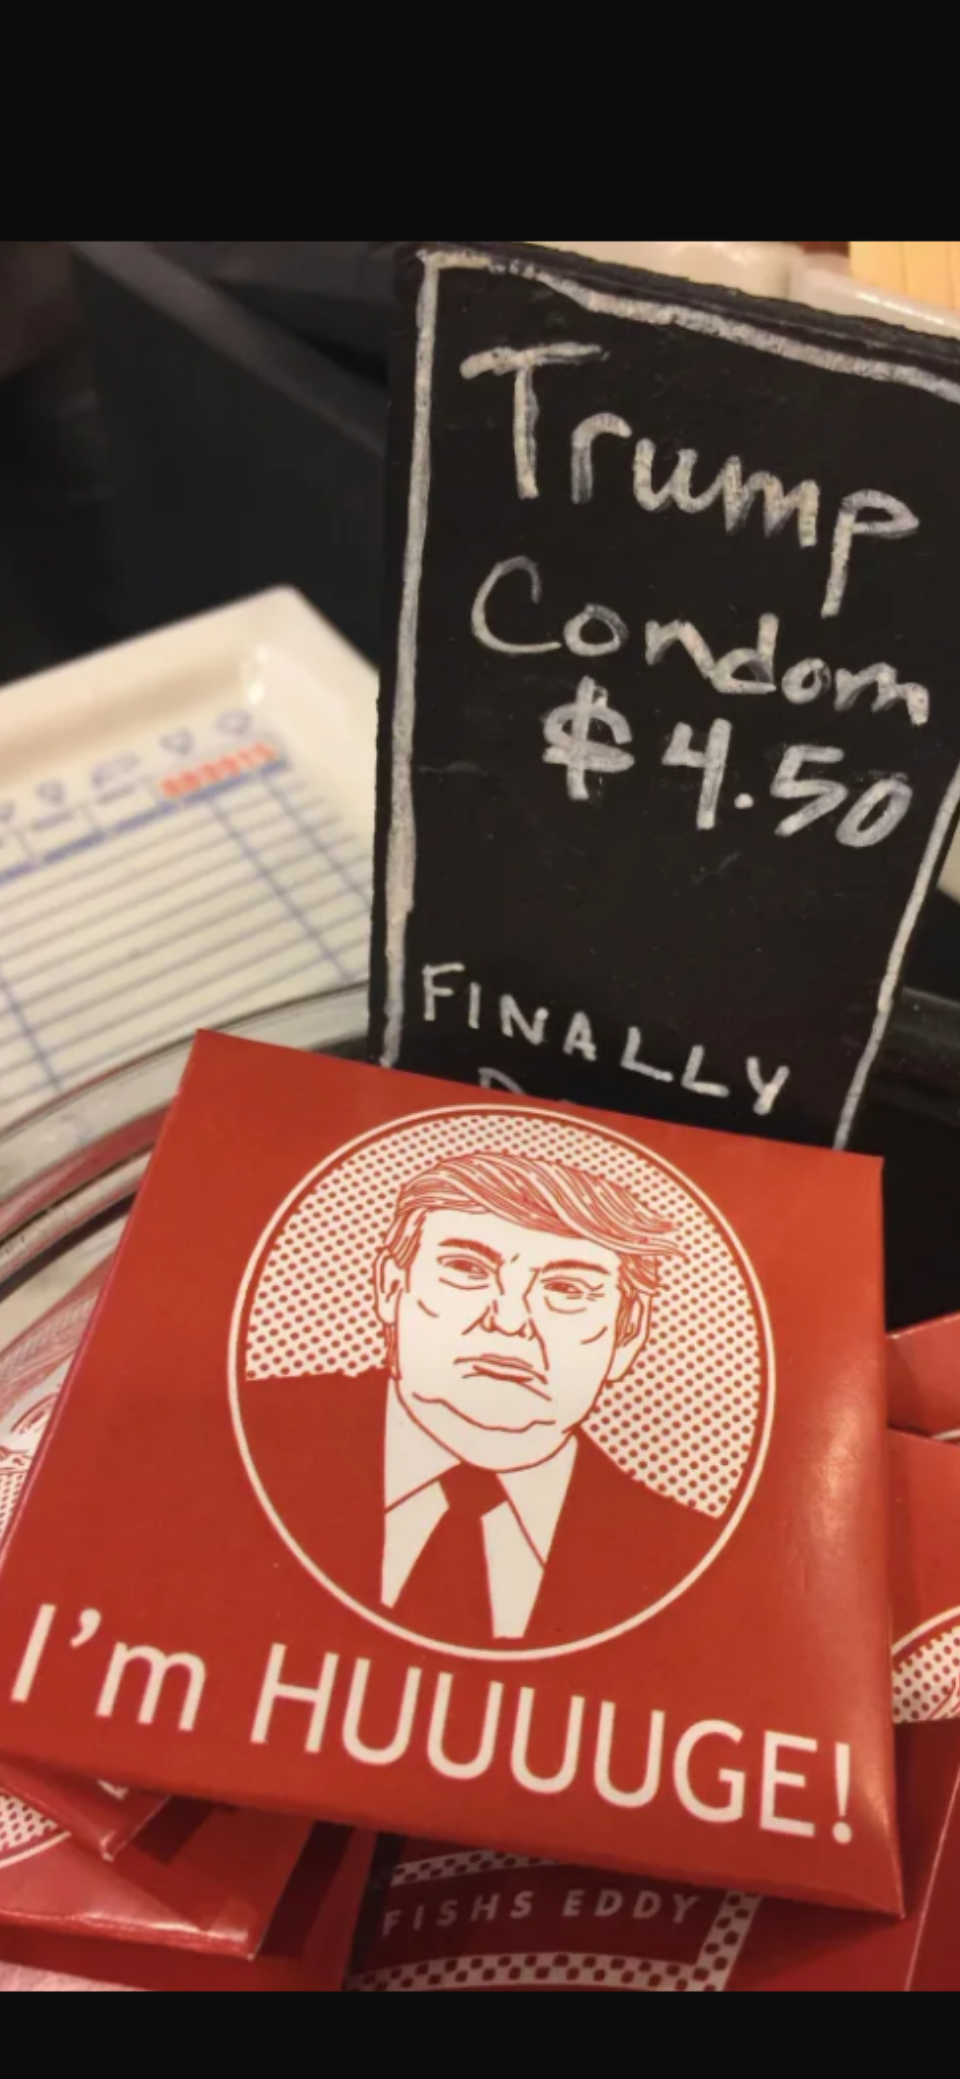 Trump
Condom
$4.50
FINALLY
I'm HUUUUGE!
FISHS EDDY